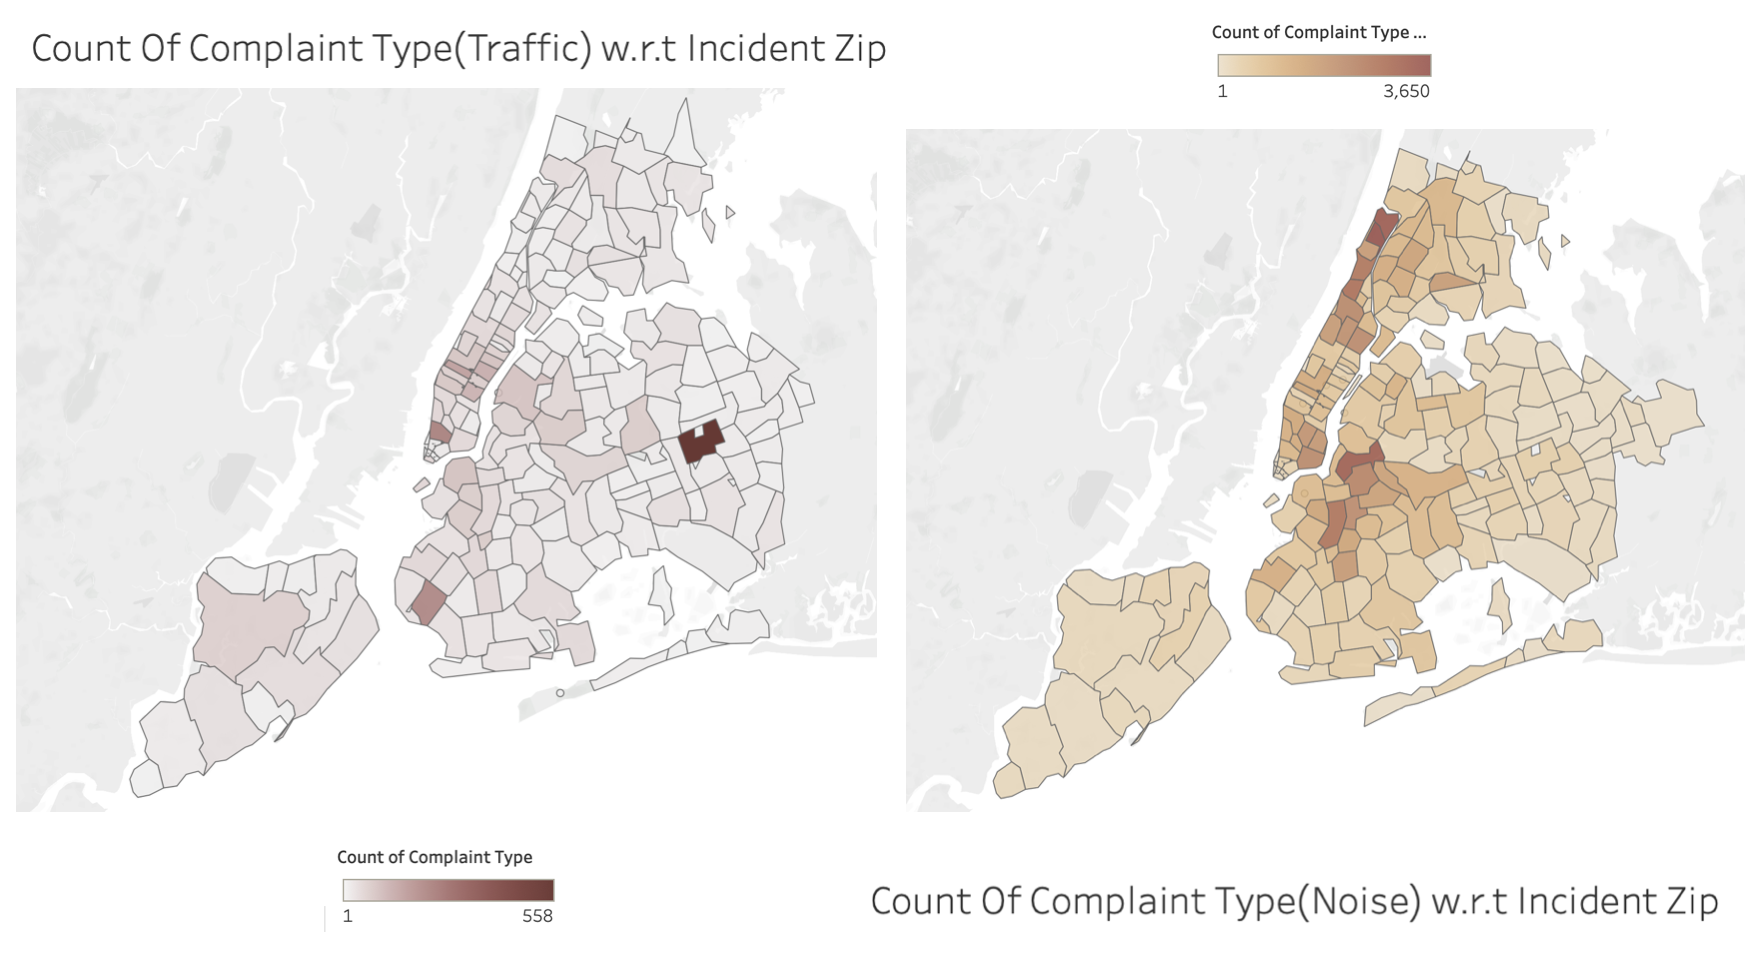 Count Of Complaint Type(Traffic) w.r.t Incident Zip
Count of Complaint Type ...
1 3,650
Count of Complaint Type
1 558
Count Of Complaint Type(Noise) w.r.t Incident Zip